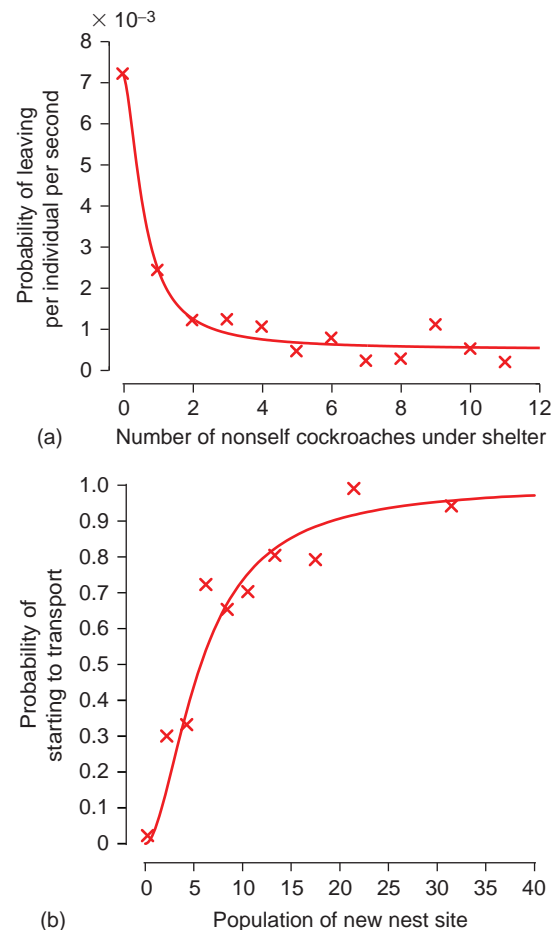 × 10⁻³
8
7
6
5
4
3
2
1
0
Probability of leaving
per individual per second
0 2 4 6 8 10 12
(a) Number of nonself cockroaches under shelter
1.0
0.9
0.8
0.7
0.6
0.5
0.4
0.3
0.2
0.1
0
Probability of
starting to transport
0 5 10 15 20 25 30 35 40
(b) Population of new nest site